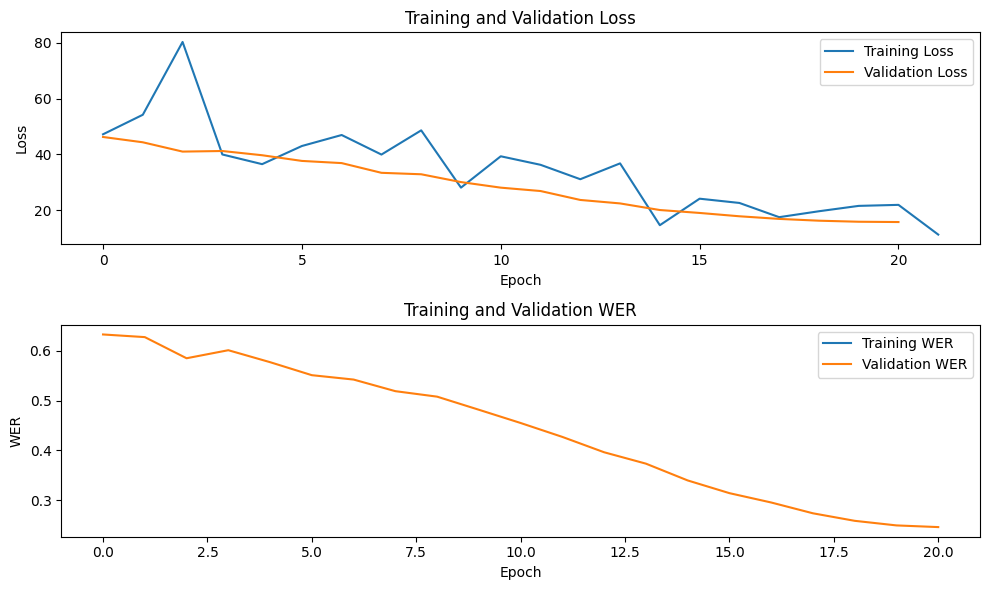 Training and Validation Loss
80
60
40
20
Loss
Training Loss
Validation Loss
0 5 10 15 20
Epoch
Training and Validation WER
0.6
0.5
0.4
0.3
WER
Training WER
Validation WER
0.0 2.5 5.0 7.5 10.0 12.5 15.0 17.5 20.0
Epoch